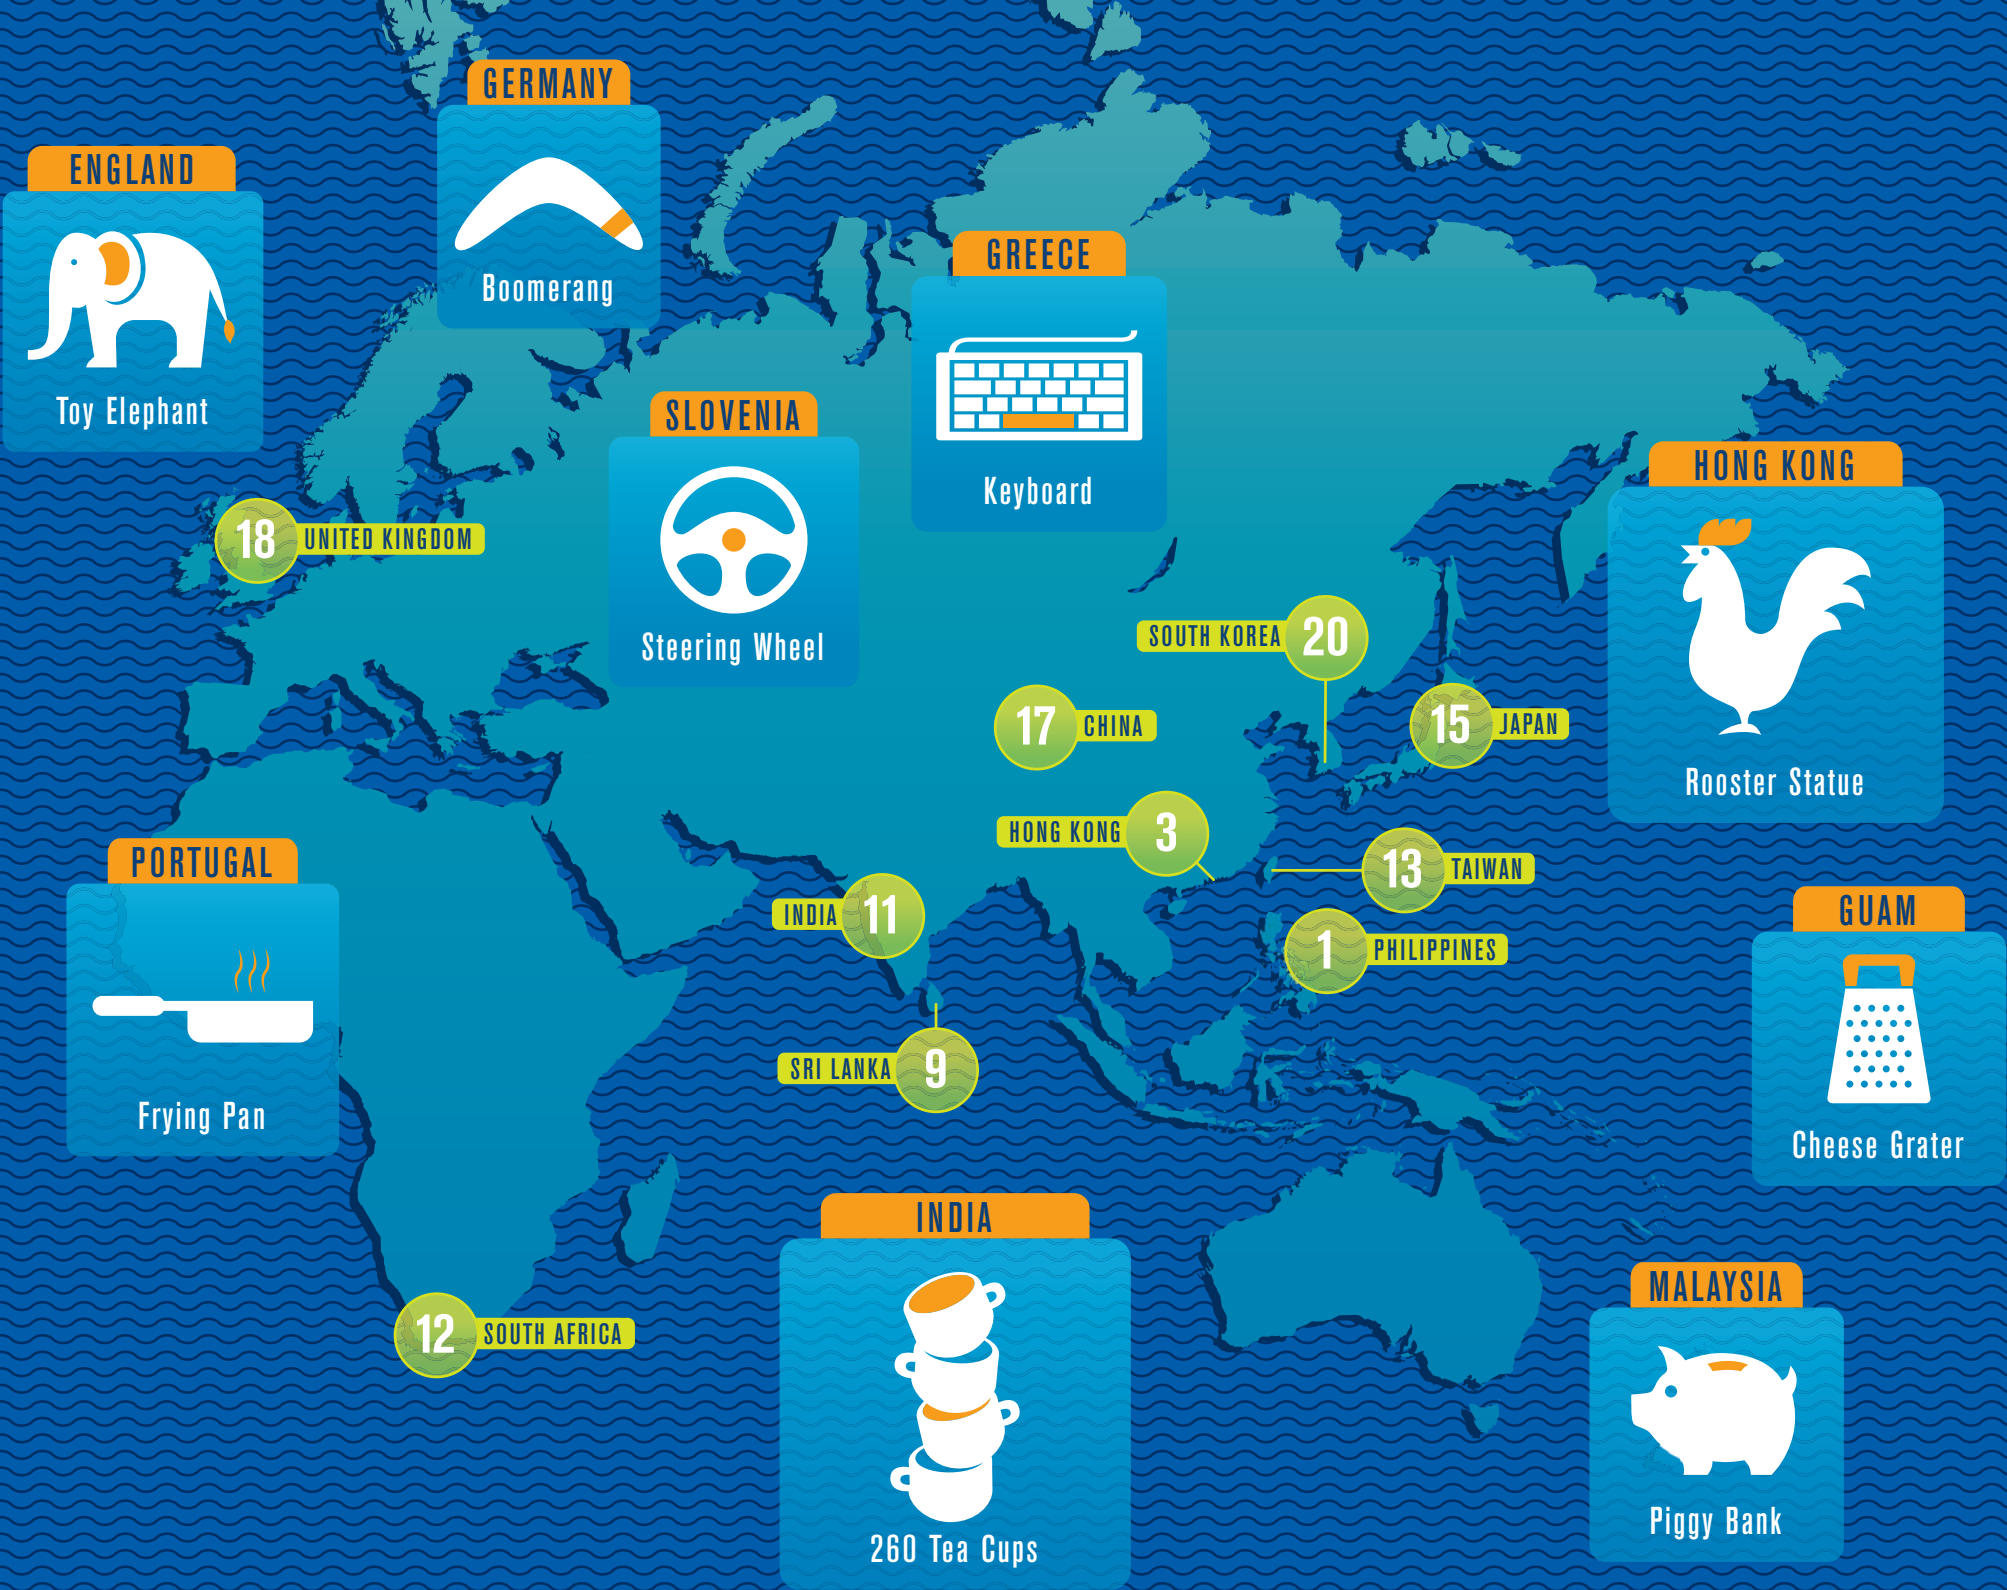 GERMANY
Boomerang
ENGLAND
Toy Elephant
GREECE
Keyboard
SLOVENIA
Steering Wheel
HONG KONG
Rooster Statue
18 UNITED KINGDOM
SOUTH KOREA 20
17 CHINA
15 JAPAN
HONG KONG 3
13 TAIWAN
INDIA 11
1 PHILIPPINES
SRI LANKA 9
PORTUGAL
Frying Pan
GUAM
Cheese Grater
12 SOUTH AFRICA
INDIA
260 Tea Cups
MALAYSIA
Piggy Bank